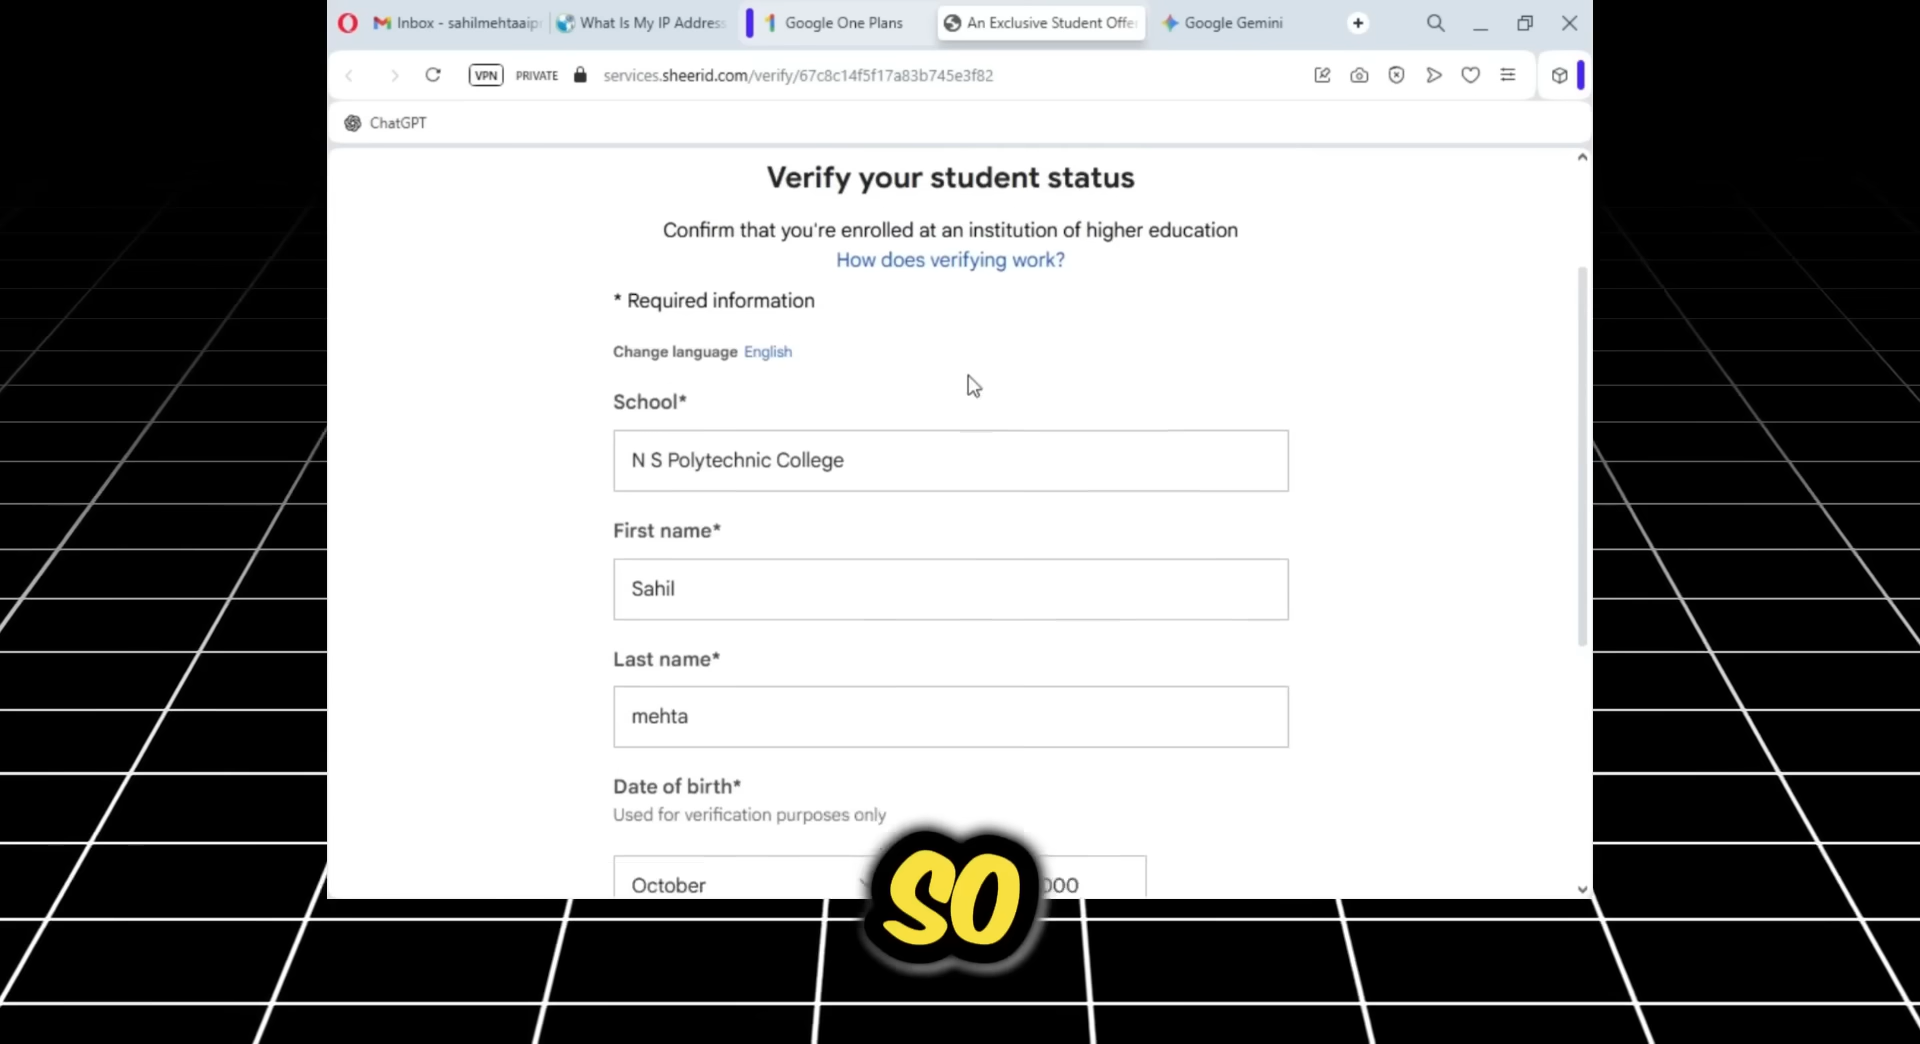 Inbox - sahilmehtaaip
What Is My IP Address
Google One Plans
An Exclusive Student Offe
Google Gemini
VPN
PRIVATE
services.sheerid.com/verify/67c8c14f5f17a83b745e3f82
ChatGPT
Verify your student status
Confirm that you're enrolled at an institution of higher education
How does verifying work?
* Required information
Change language English
School*
N S Polytechnic College
First name*
Sahil
Last name*
mehta
Date of birth*
Used for verification purposes only
October
000
SO